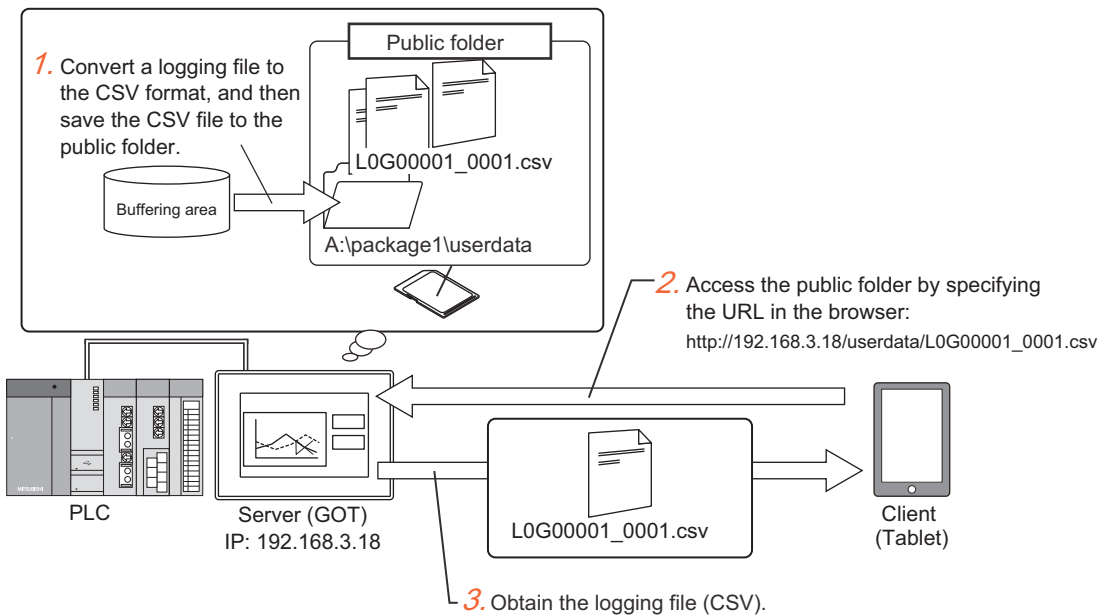 Public folder
1. Convert a logging file to
the CSV format, and then
save the CSV file to the
public folder.
L0G00001_0001.csv
Buffering area
A:\package1\userdata
2. Access the public folder by specifying
the URL in the browser:
http://192.168.3.18/userdata/L0G00001_0001.csv
MITSUBISHI
PLC
Server (GOT)
IP: 192.168.3.18
L0G00001_0001.csv
Client
(Tablet)
3. Obtain the logging file (CSV).